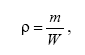 ρ = m/W,